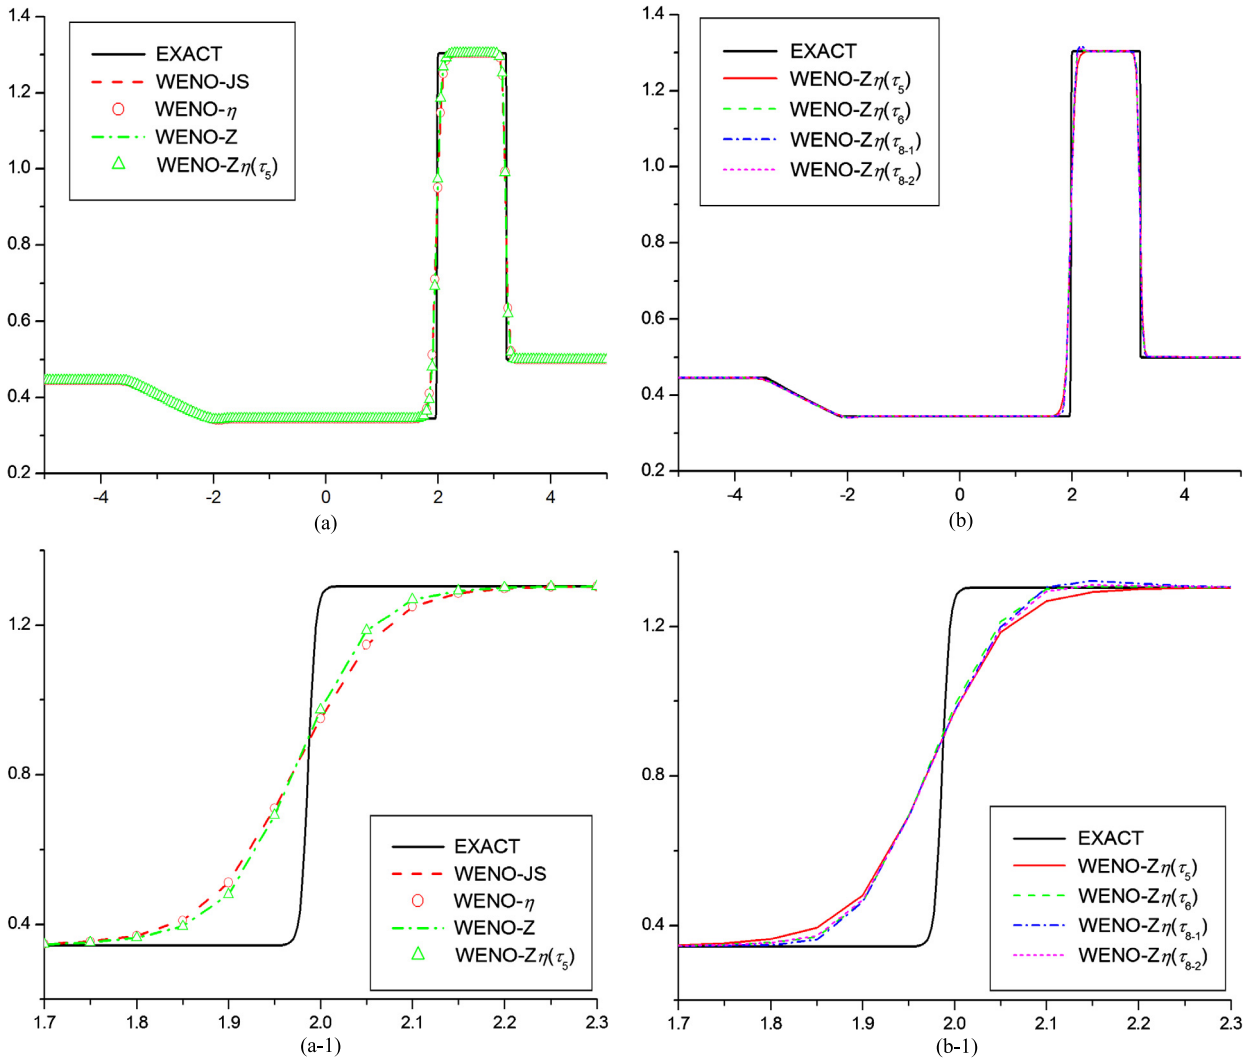 1.4
1.2
1.0
0.8
0.6
0.4
0.2
-4
-2
0
2
4
EXACT
WENO-JS
WENO-η
WENO-Z
WENO-Zη(τ5)
(a)
1.4
1.2
1.0
0.8
0.6
0.4
0.2
-4
-2
0
2
4
EXACT
WENO-Zη(τ5)
WENO-Zη(τ6)
WENO-Zη(τ8-1)
WENO-Zη(τ8-2)
(b)
1.2
0.8
0.4
1.7
1.8
1.9
2.0
2.1
2.2
2.3
EXACT
WENO-JS
WENO-η
WENO-Z
WENO-Zη(τ5)
(a-1)
1.2
0.8
0.4
1.7
1.8
1.9
2.0
2.1
2.2
2.3
EXACT
WENO-Zη(τ5)
WENO-Zη(τ6)
WENO-Zη(τ8-1)
WENO-Zη(τ8-2)
(b-1)